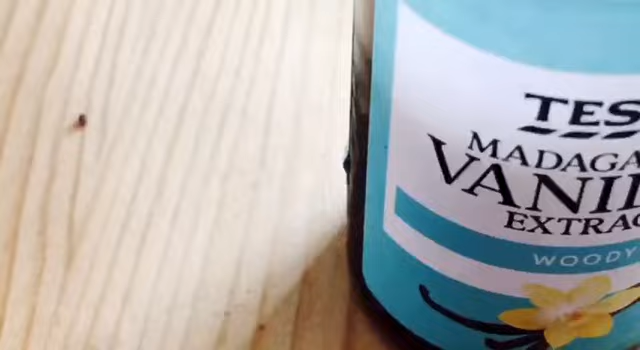 TES
MADAGA
VANIL
EXTRAC
WOODY